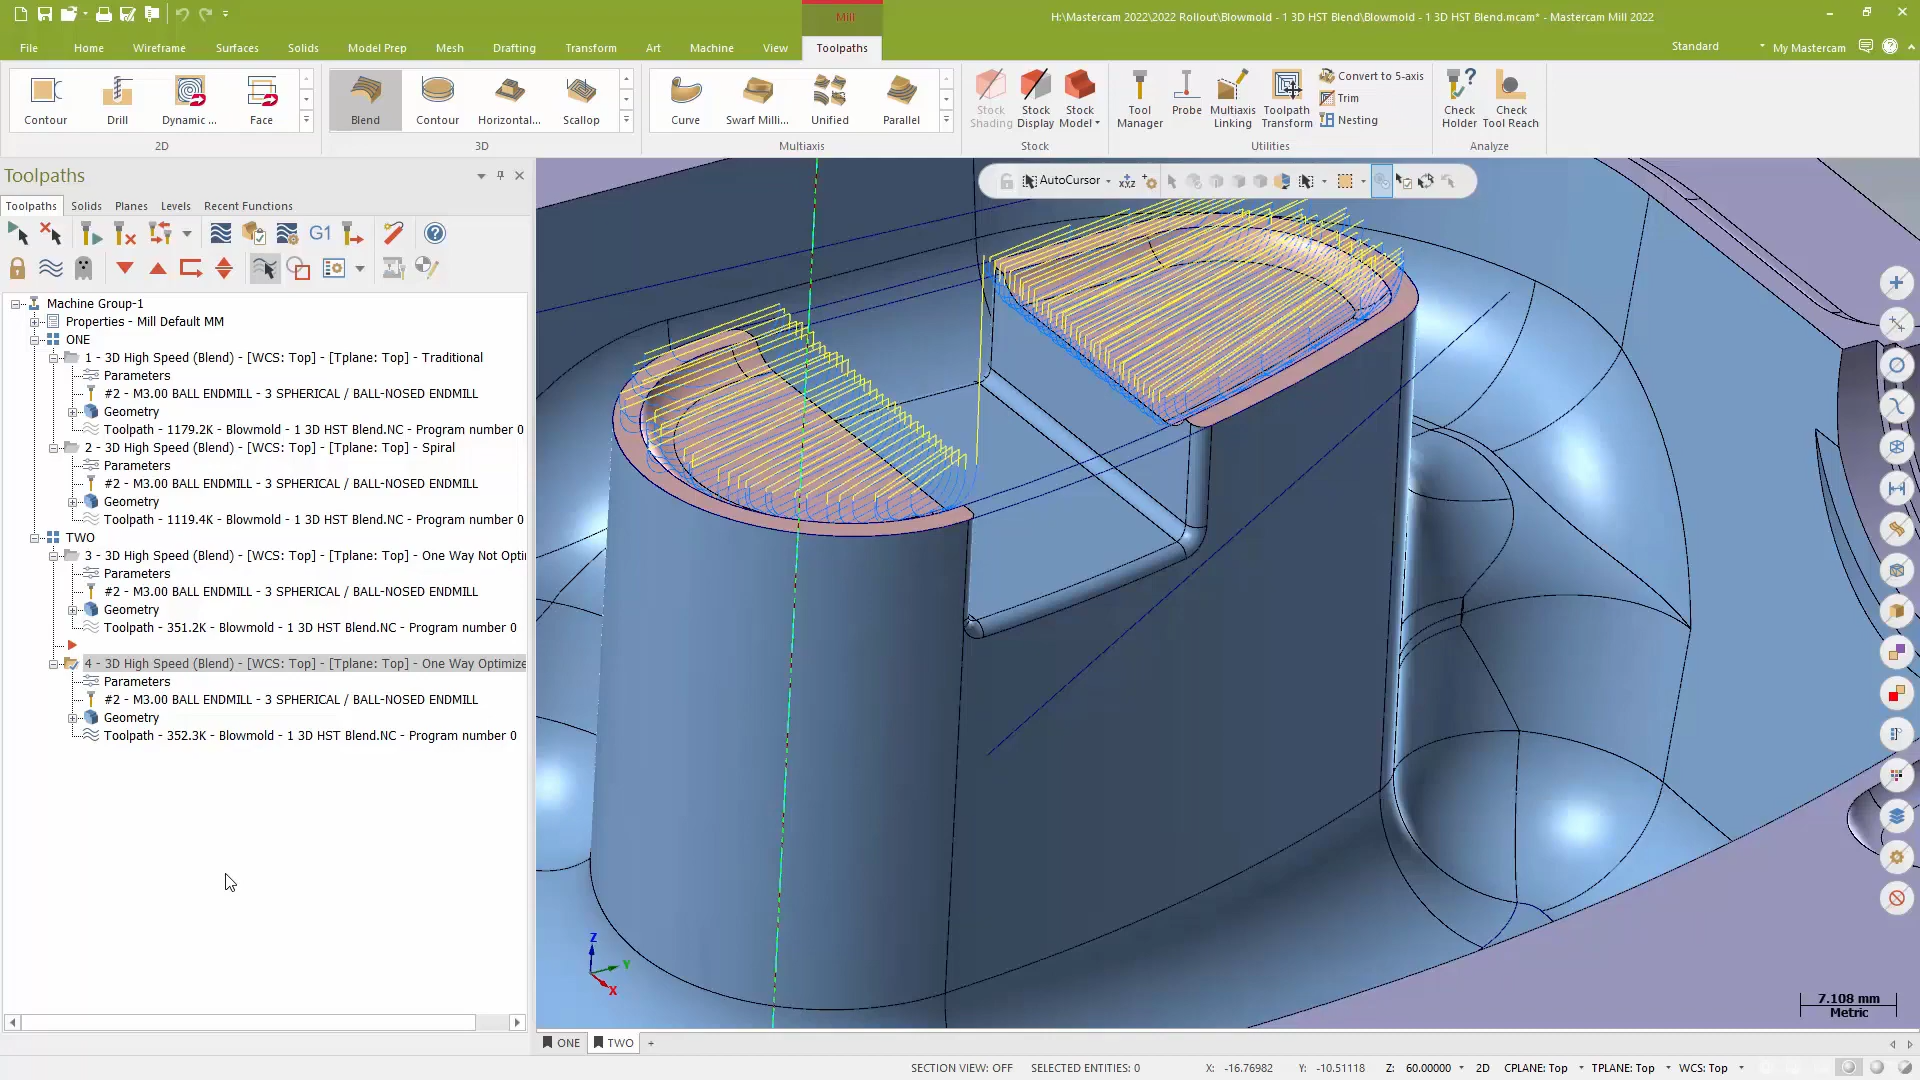 Mill
H:\Mastercam 2022\2022 Rollout\Blowmold - 1 3D HST Blend\Blowmold - 1 3D HST Blend.mcam* - Mastercam Mill 2022
File Home Wireframe Surfaces Solids Model Prep Mesh Drafting Transform Art Machine View Toolpaths
Standard My Mastercam
Contour Drill Dynamic ... Face
2D
Blend Contour Horizontal... Scallop
3D
Curve Swarf Milli... Unified Parallel
Multiaxis
Stock Shading Stock Display Stock Model
Stock
Tool Manager Probe Multiaxis Linking Toolpath Transform
Convert to 5-axis
Trim
Nesting
Utilities
Check Holder Check Tool Reach
Analyze
Toolpaths
AutoCursor
Toolpaths Solids Planes Levels Recent Functions
G1
Machine Group-1
Properties - Mill Default MM
ONE
1 - 3D High Speed (Blend) - [WCS: Top] - [Tplane: Top] - Traditional
Parameters
#2 - M3.00 BALL ENDMILL - 3 SPHERICAL / BALL-NOSED ENDMILL
Geometry
Toolpath - 1179.2K - Blowmold - 1 3D HST Blend.NC - Program number 0
2 - 3D High Speed (Blend) - [WCS: Top] - [Tplane: Top] - Spiral
Parameters
#2 - M3.00 BALL ENDMILL - 3 SPHERICAL / BALL-NOSED ENDMILL
Geometry
Toolpath - 1119.4K - Blowmold - 1 3D HST Blend.NC - Program number 0
TWO
3 - 3D High Speed (Blend) - [WCS: Top] - [Tplane: Top] - One Way Not Opti
Parameters
#2 - M3.00 BALL ENDMILL - 3 SPHERICAL / BALL-NOSED ENDMILL
Geometry
Toolpath - 351.2K - Blowmold - 1 3D HST Blend.NC - Program number 0
4 - 3D High Speed (Blend) - [WCS: Top] - [Tplane: Top] - One Way Optimize
Parameters
#2 - M3.00 BALL ENDMILL - 3 SPHERICAL / BALL-NOSED ENDMILL
Geometry
Toolpath - 352.3K - Blowmold - 1 3D HST Blend.NC - Program number 0
Z
Y
X
7.108 mm
Metric
ONE TWO +
SECTION VIEW: OFF SELECTED ENTITIES: 0 X: -16.76982 Y: -10.51118 Z: 60.00000 2D CPLANE: Top TPLANE: Top WCS: Top